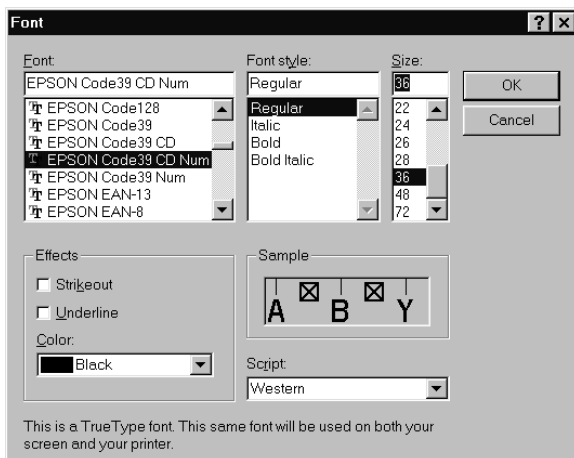 Font
Font:
EPSON Code39 CD Num
EPSON Code128
EPSON Code39
EPSON Code39 CD
EPSON Code39 CD Num
EPSON Code39 Num
EPSON EAN-13
EPSON EAN-8
Font style:
Regular
Regular
Italic
Bold
Bold Italic
Size:
36
22
24
26
28
36
48
72
OK
Cancel
Effects
Strikeout
Underline
Color:
Black
Sample
A B Y
Script:
Western
This is a TrueType font. This same font will be used on both your
screen and your printer.